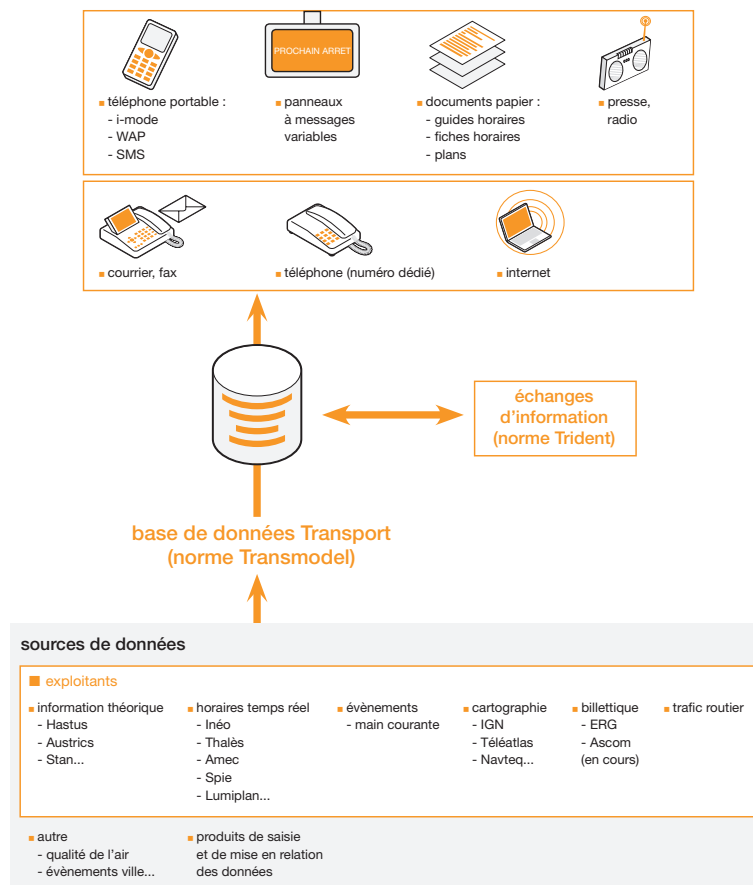 PROCHAIN ARRET
■ téléphone portable :
- i-mode
- WAP
- SMS
■ panneaux
à messages
variables
■ documents papier :
- guides horaires
- fiches horaires
- plans
■ presse,
radio
■ courrier, fax
■ téléphone (numéro dédié)
■ internet
échanges
d'information
(norme Trident)
base de données Transport
(norme Transmodel)
sources de données
■ exploitants
■ information théorique
- Hastus
- Austrics
- Stan...
■ horaires temps réel
- Inéo
- Thalès
- Amec
- Spie
- Lumiplan...
■ évènements
- main courante
■ cartographie
- IGN
- Téléatlas
- Navteq...
■ billettique
- ERG
- Ascom
(en cours)
■ trafic routier
■ autre
- qualité de l'air
- évènements ville...
■ produits de saisie
et de mise en relation
des données